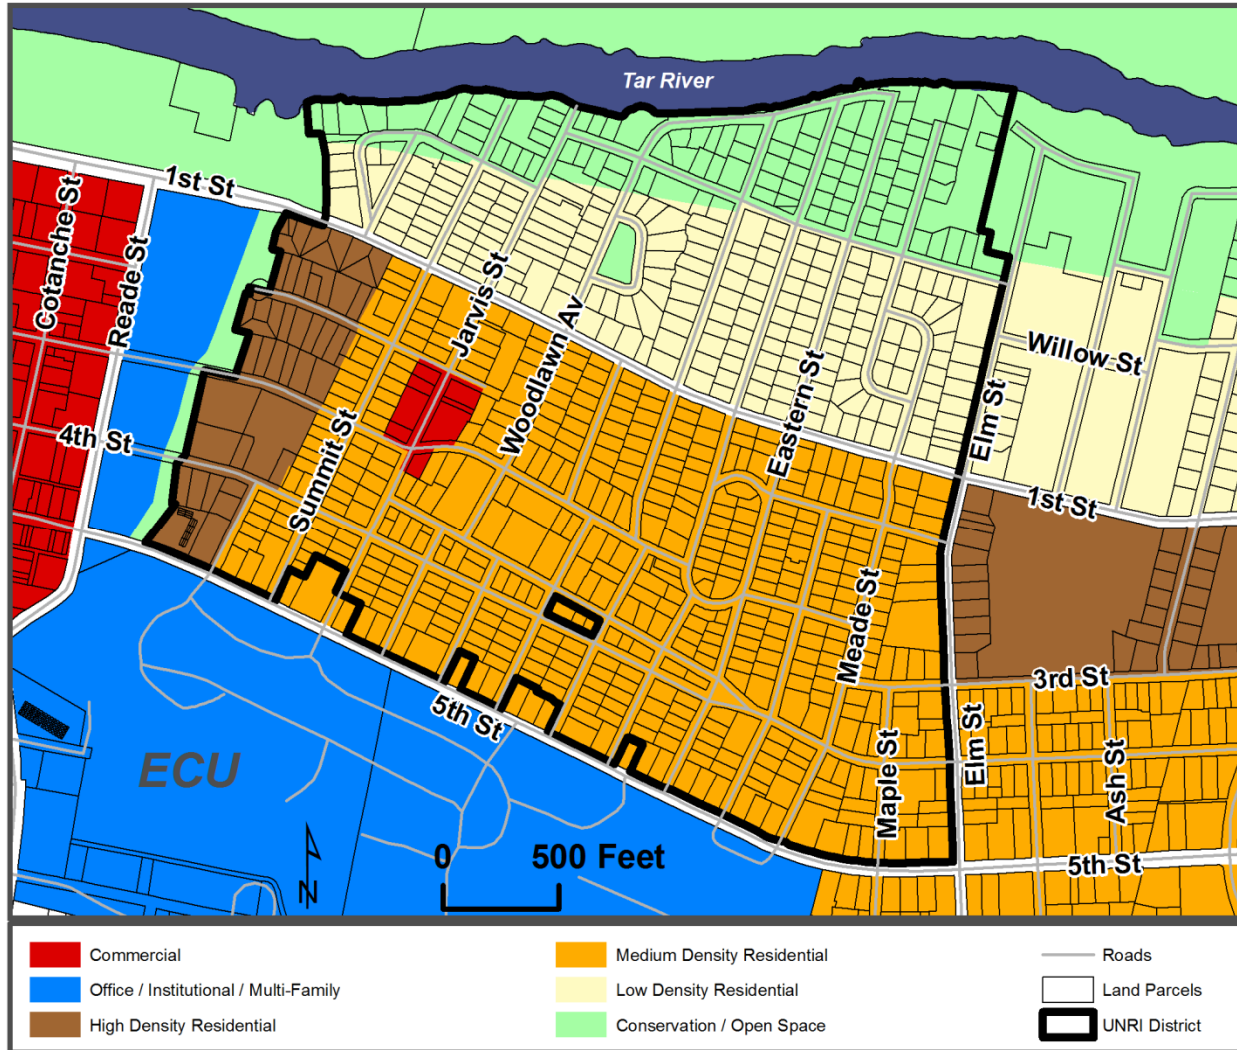 Tar River
1st St
Cotanche St
Reade St
Jarvis St
Woodlawn Av
Willow St
Eastern St
Elm St
4th St
Summit St
1st St
Meade St
3rd St
5th St
Elm St
Maple St
Ash St
ECU
0 500 Feet
5th St
N
Commercial
Medium Density Residential
Roads
Office / Institutional / Multi-Family
Low Density Residential
Land Parcels
High Density Residential
Conservation / Open Space
UNRI District